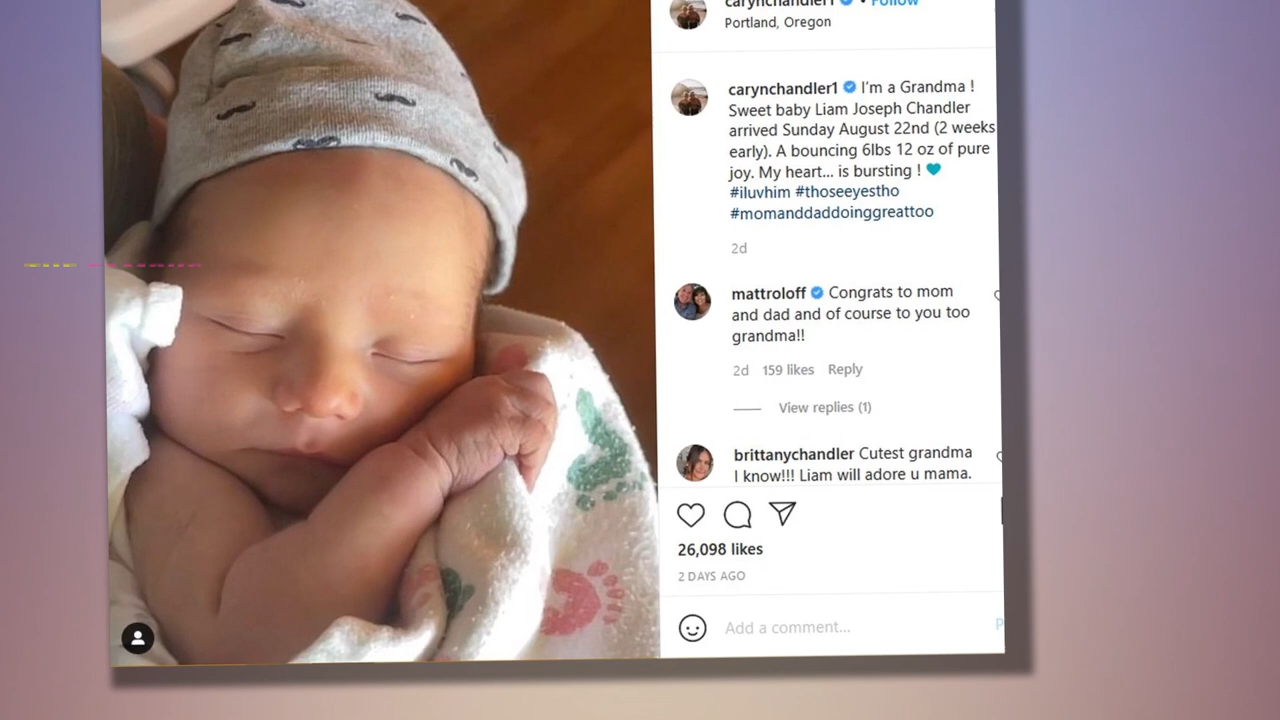 carynchandler1 • Follow
Portland, Oregon
carynchandler1 I'm a Grandma !
Sweet baby Liam Joseph Chandler
arrived Sunday August 22nd (2 weeks
early). A bouncing 6lbs 12 oz of pure
joy. My heart... is bursting !
#iluvhim #thoseeyestho
#momanddaddoinggreattoo
2d
mattroloff Congrats to mom
and dad and of course to you too
grandma!!
2d 159 likes Reply
View replies (1)
brittanychandler Cutest grandma
I know!!! Liam will adore u mama.
26,098 likes
2 DAYS AGO
Add a comment...
P